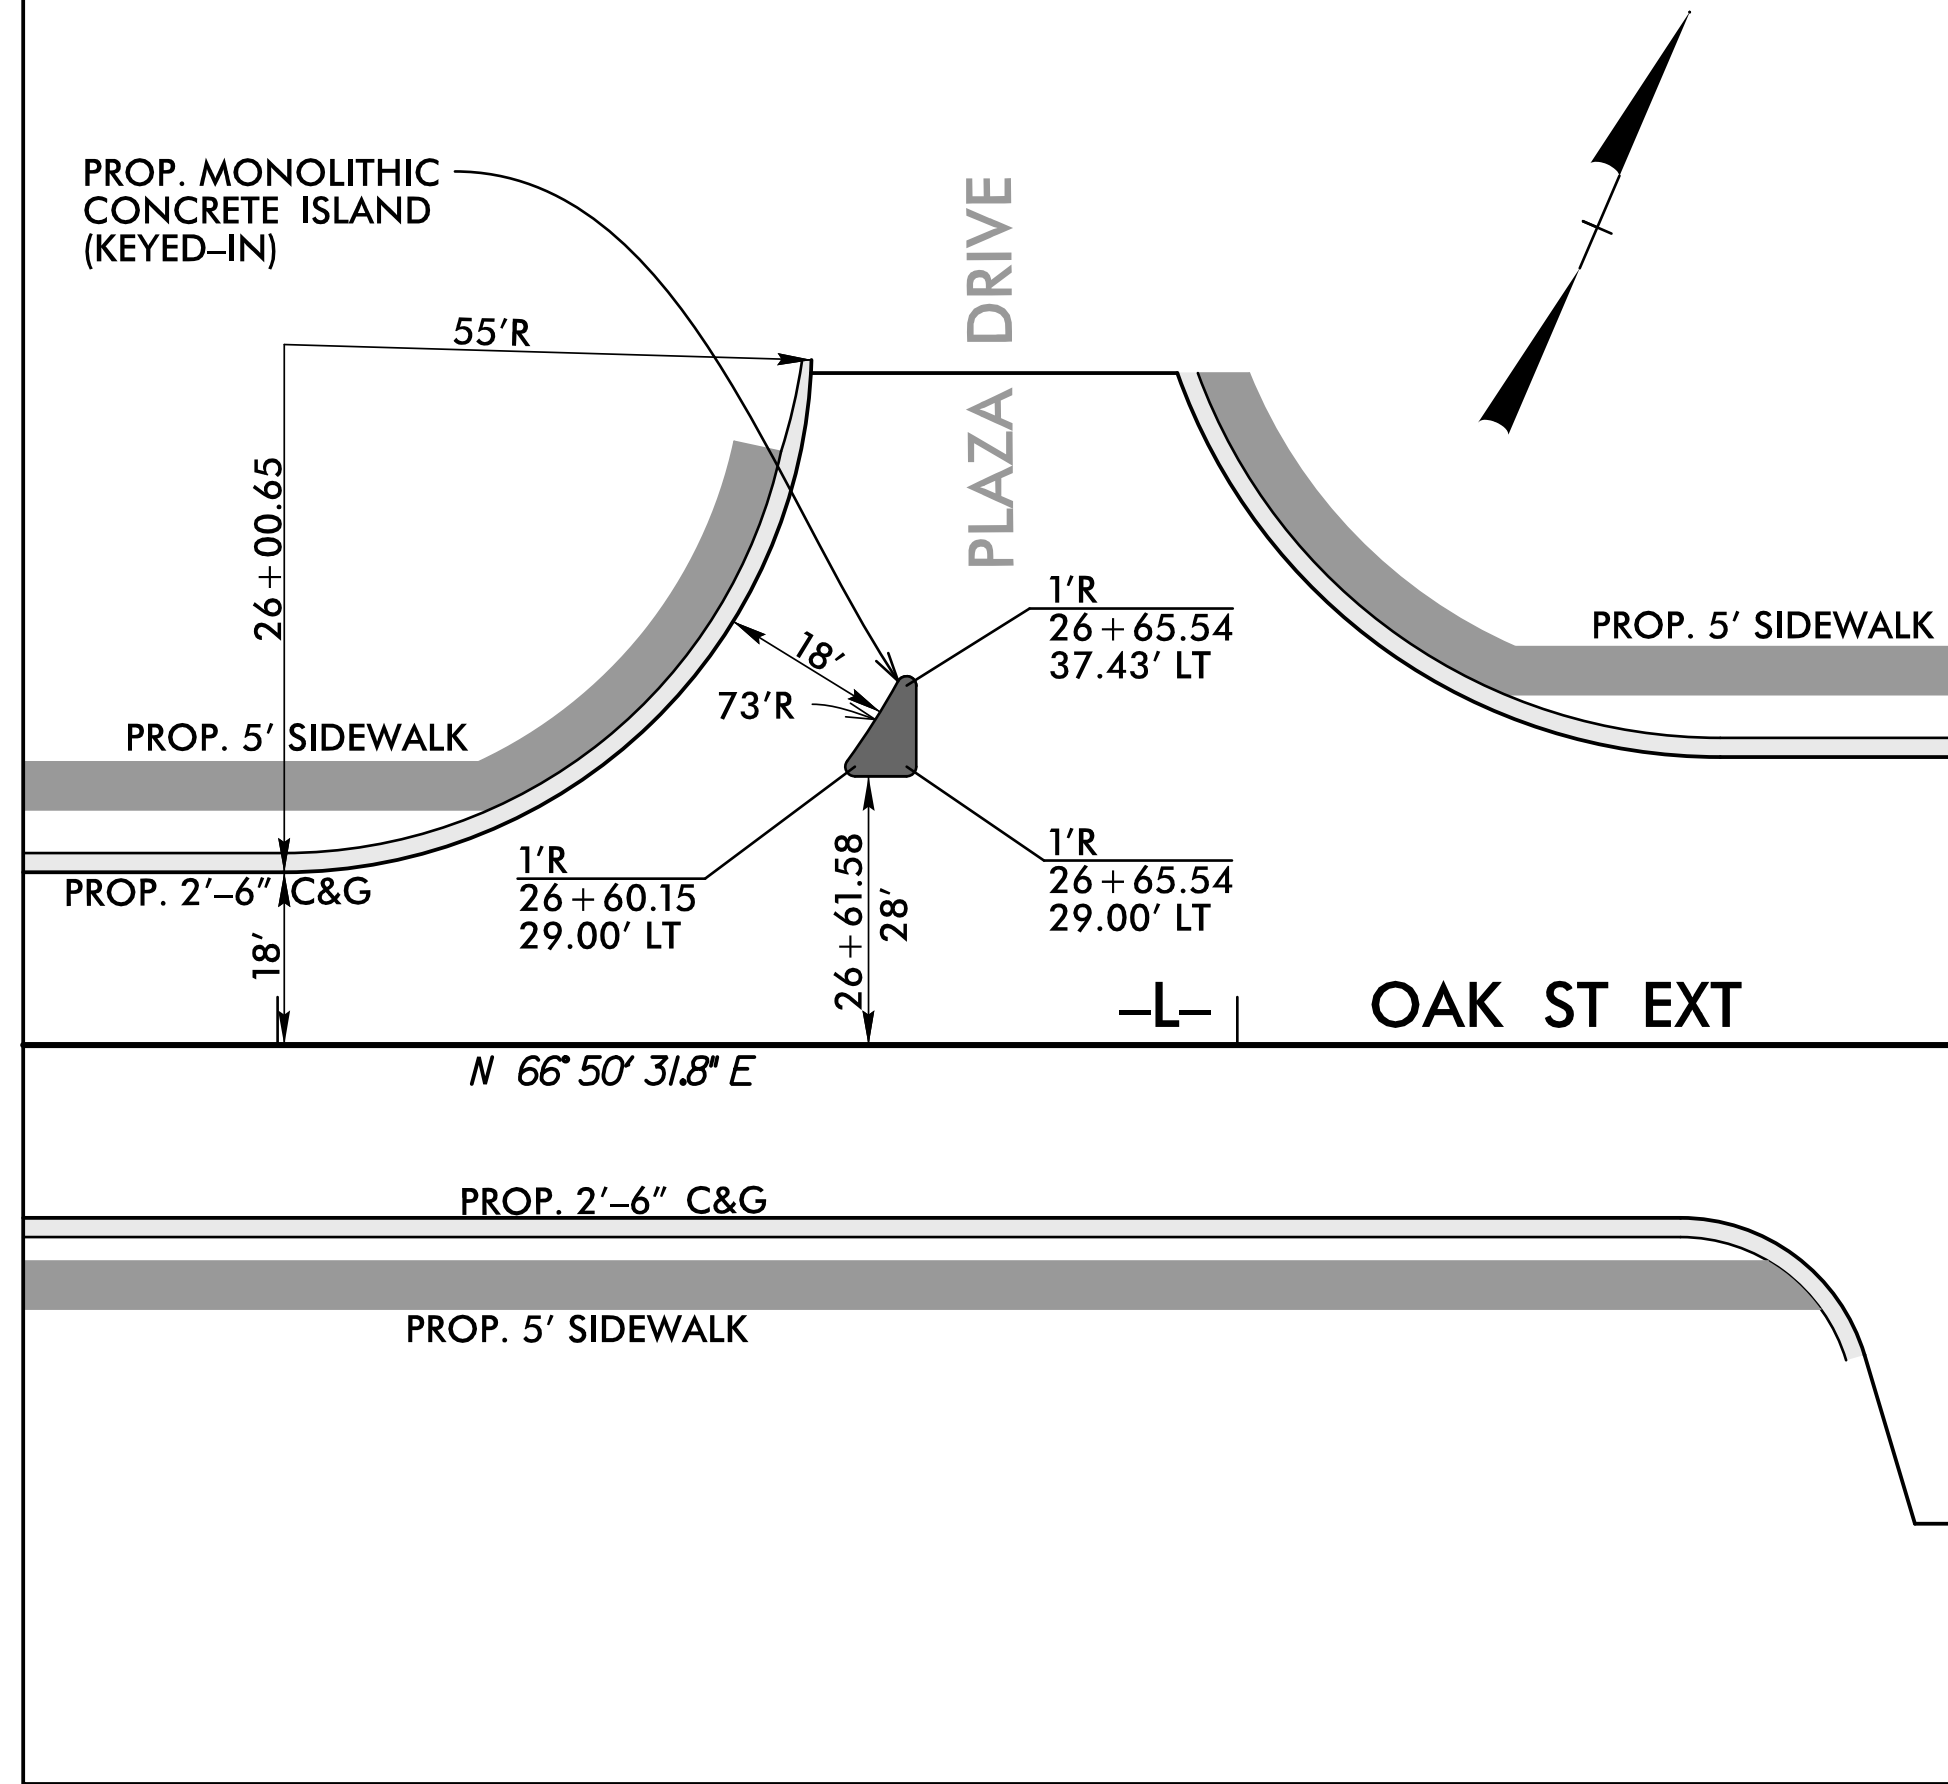 PROP. MONOLITHIC
CONCRETE ISLAND
(KEYED–IN)
PLAZA DRIVE
55'R
26+00.65
18'
73'R
1'R
26+65.54
37.43' LT
PROP. 5' SIDEWALK
PROP. 5' SIDEWALK
PROP. 2'–6" C&G
18'
1'R
26+60.15
29.00' LT
26+61.58
28'
1'R
26+65.54
29.00' LT
–L–
OAK ST EXT
N 66° 50' 31.8" E
PROP. 2'–6" C&G
PROP. 5' SIDEWALK